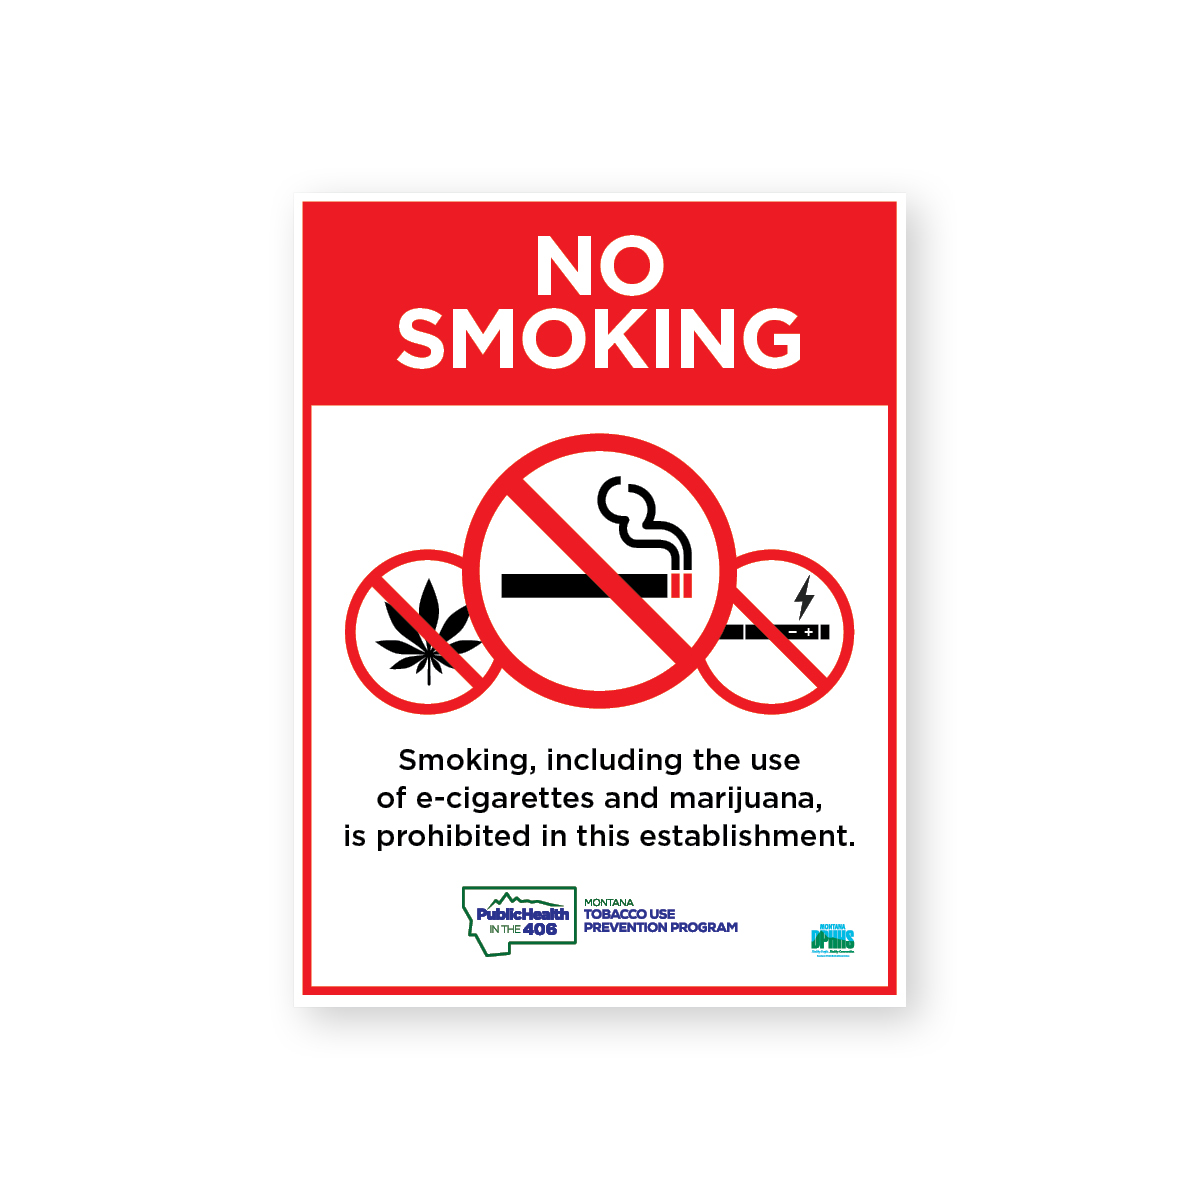 NO
SMOKING
Smoking, including the use
of e-cigarettes and marijuana,
is prohibited in this establishment.
PublicHealth
IN THE 406
MONTANA
TOBACCO USE
PREVENTION PROGRAM
MONTANA
DPHHS